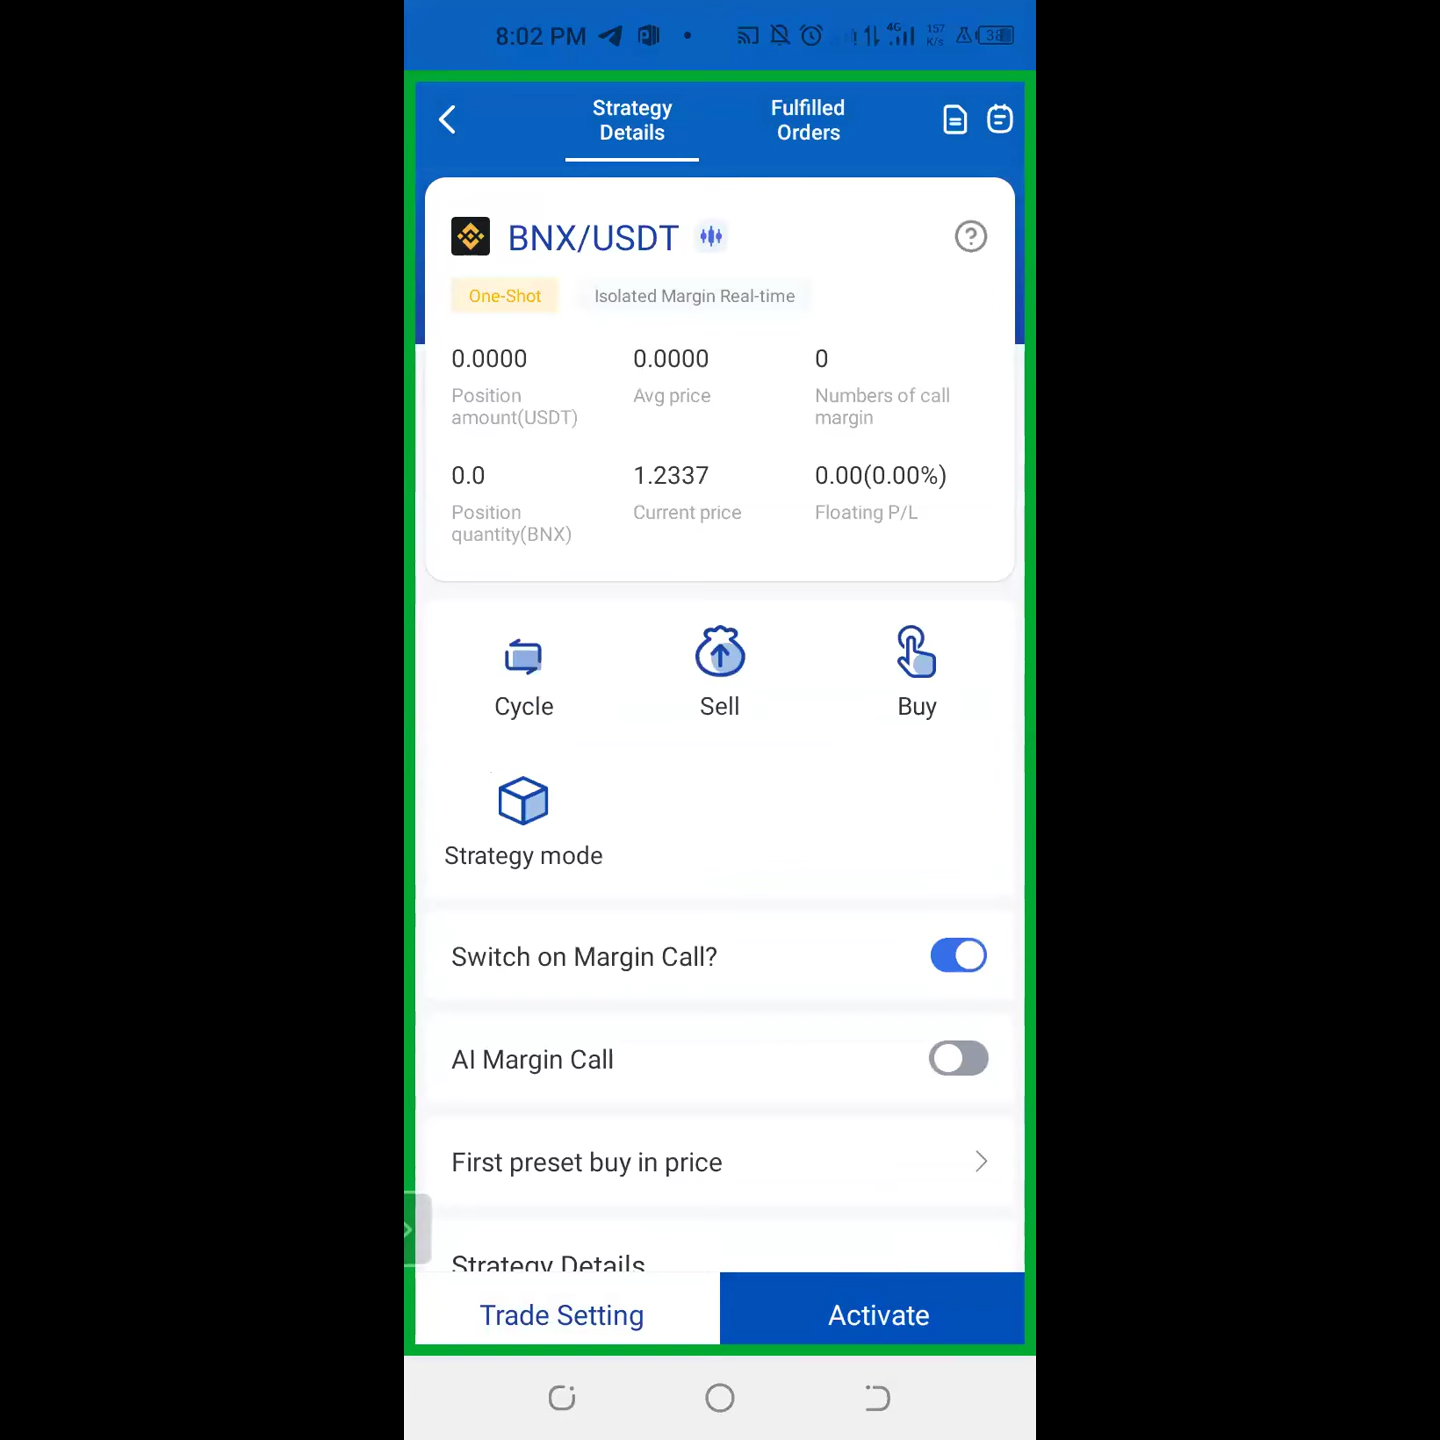 8:02 PM
4G
157
K/s
38
Strategy
Details
Fulfilled
Orders
BNX/USDT
One-Shot
Isolated Margin Real-time
0.0000
0.0000
0
Position
amount(USDT)
Avg price
Numbers of call
margin
0.0
1.2337
0.00(0.00%)
Position
quantity(BNX)
Current price
Floating P/L
Cycle
Sell
Buy
Strategy mode
Switch on Margin Call?
AI Margin Call
First preset buy in price
Strategy Details
Trade Setting
Activate